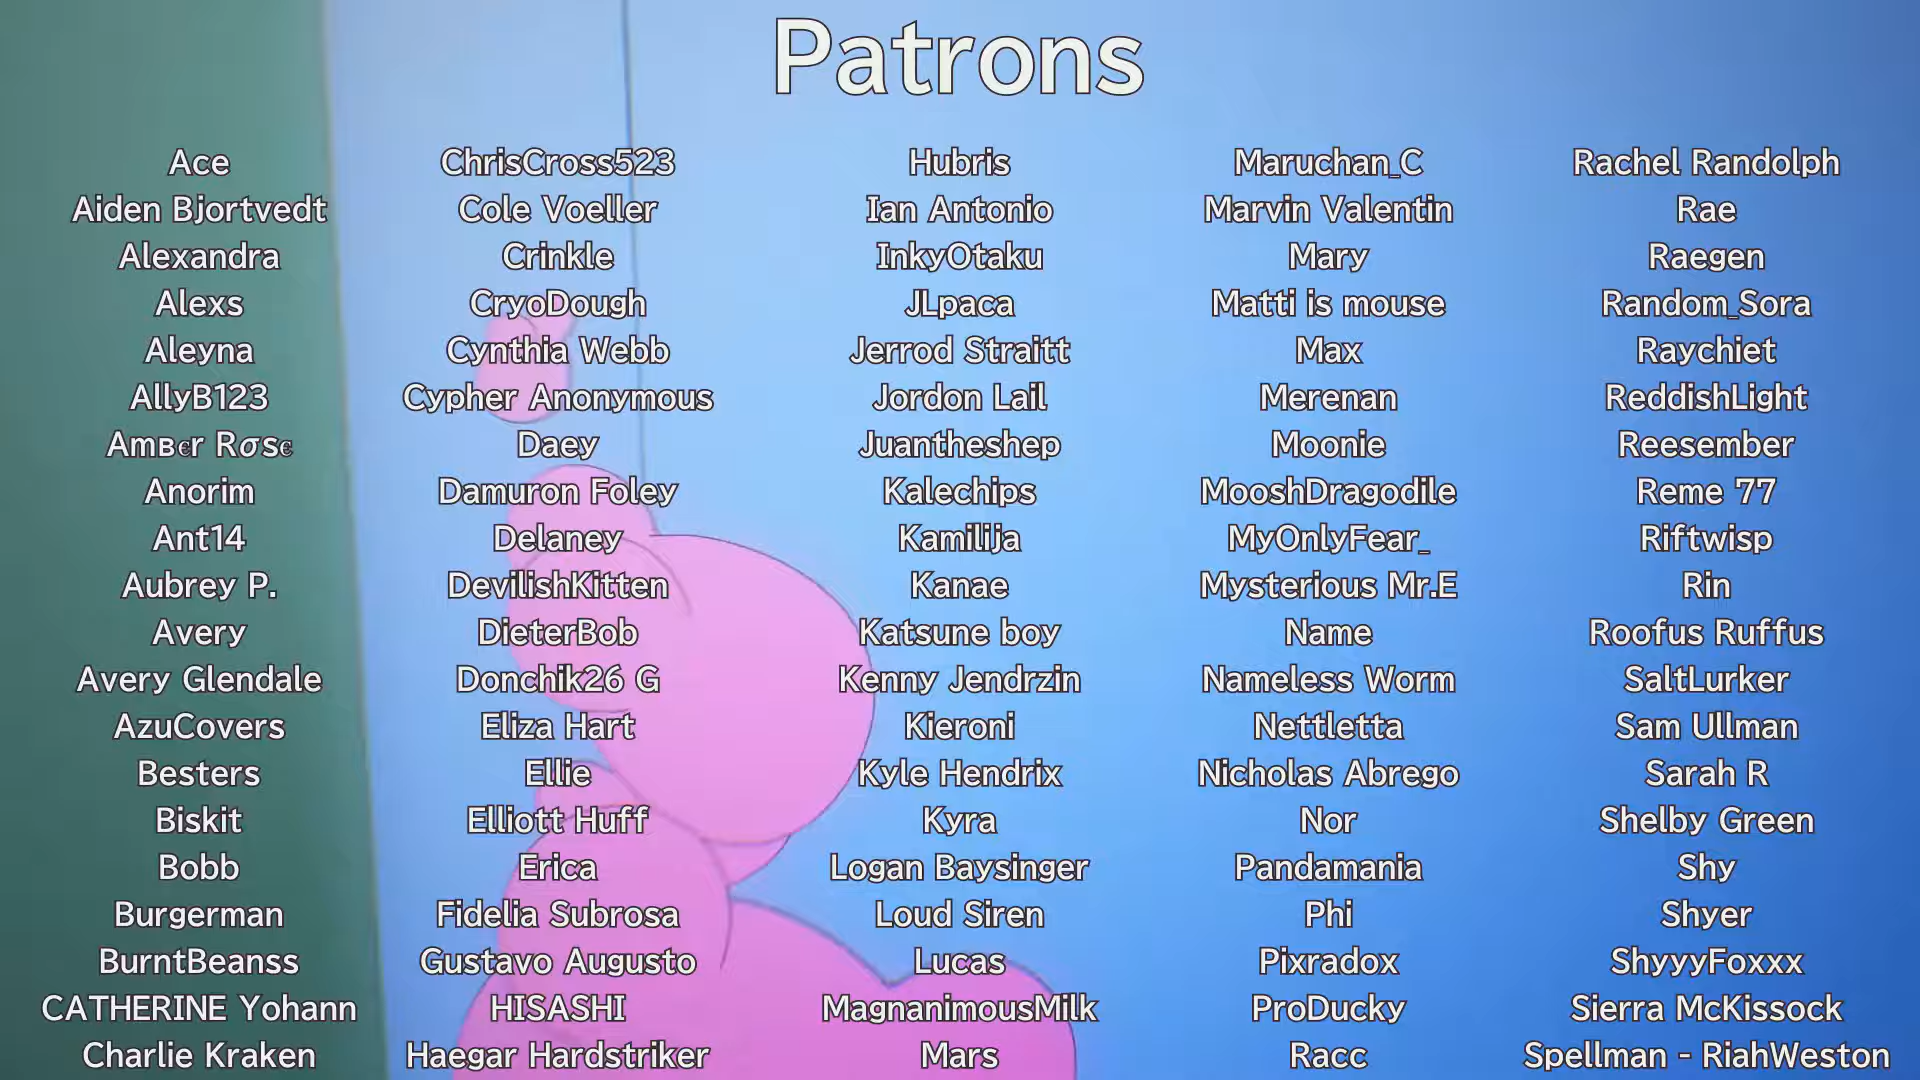 Patrons
Ace
Aiden Bjortvedt
Alexandra
Alexs
Aleyna
AllyB123
Amвєr Rσsє
Anorim
Ant14
Aubrey P.
Avery
Avery Glendale
AzuCovers
Besters
Biskit
Bobb
Burgerman
BurntBeanss
CATHERINE Yohann
Charlie Kraken
ChrisCross523
Cole Voeller
Crinkle
CryoDough
Cynthia Webb
Cypher Anonymous
Daey
Damuron Foley
Delaney
DevilishKitten
DieterBob
Donchik26 G
Eliza Hart
Ellie
Elliott Huff
Erica
Fidelia Subrosa
Gustavo Augusto
HISASHI
Haegar Hardstriker
Hubris
Ian Antonio
InkyOtaku
JLpaca
Jerrod Straitt
Jordon Lail
Juantheshep
Kalechips
Kamilija
Kanae
Katsune boy
Kenny Jendrzin
Kieroni
Kyle Hendrix
Kyra
Logan Baysinger
Loud Siren
Lucas
MagnanimousMilk
Mars
Maruchan_C
Marvin Valentin
Mary
Matti is mouse
Max
Merenan
Moonie
MooshDragodile
MyOnlyFear_
Mysterious Mr.E
Name
Nameless Worm
Nettletta
Nicholas Abrego
Nor
Pandamania
Phi
Pixradox
ProDucky
Racc
Rachel Randolph
Rae
Raegen
Random_Sora
Raychiet
ReddishLight
Reesember
Reme 77
Riftwisp
Rin
Roofus Ruffus
SaltLurker
Sam Ullman
Sarah R
Shelby Green
Shy
Shyer
ShyyyFoxxx
Sierra McKissock
Spellman - RiahWeston